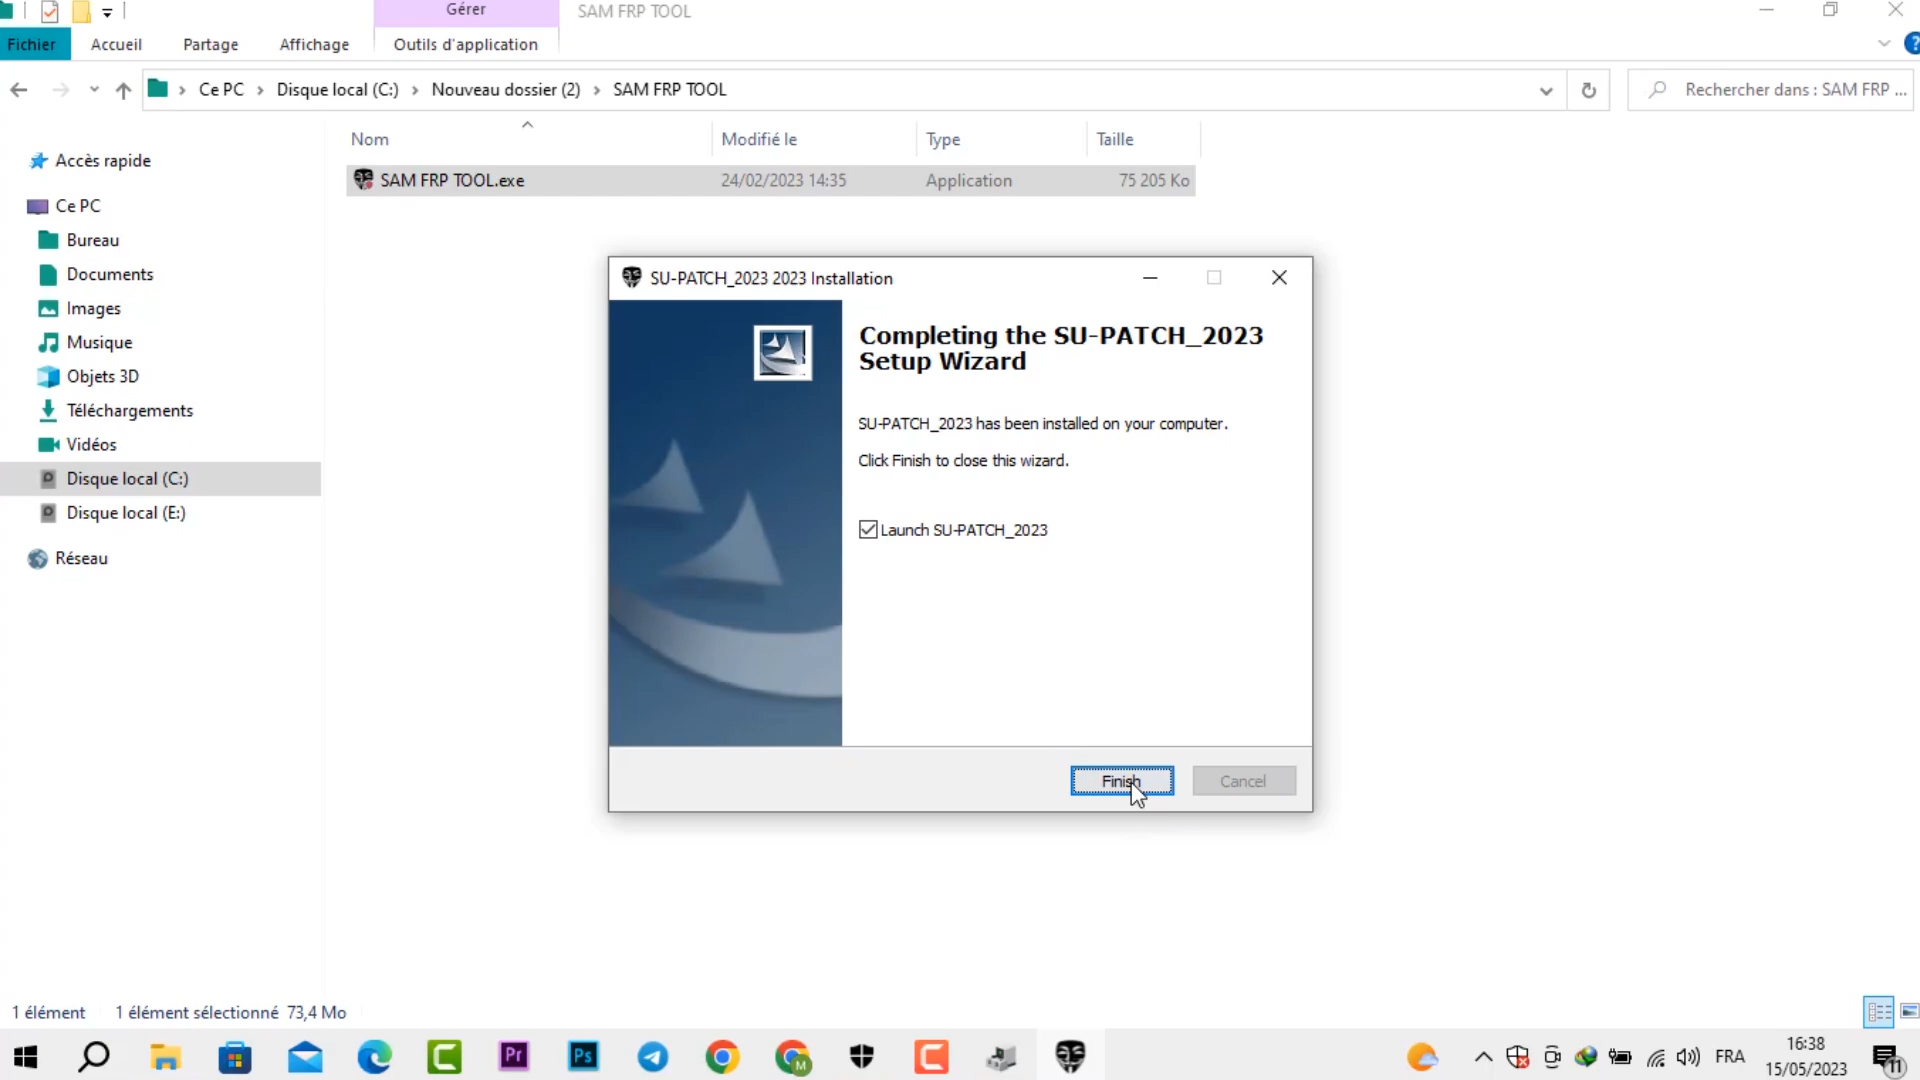 Gérer
SAM FRP TOOL
Fichier
Accueil
Partage
Affichage
Outils d'application
Ce PC
Disque local (C:)
Nouveau dossier (2)
SAM FRP TOOL
Rechercher dans : SAM FRP ...
Nom
Modifié le
Type
Taille
SAM FRP TOOL.exe
24/02/2023 14:35
Application
75 205 Ko
Accès rapide
Ce PC
Bureau
Documents
Images
Musique
Objets 3D
Téléchargements
Vidéos
Disque local (C:)
Disque local (E:)
Réseau
SU-PATCH_2023 2023 Installation
Completing the SU-PATCH_2023
Setup Wizard
SU-PATCH_2023 has been installed on your computer.
Click Finish to close this wizard.
Launch SU-PATCH_2023
Finish
Cancel
1 élément
1 élément sélectionné 73,4 Mo
Pr
Ps
M
FRA
16:38
15/05/2023
11